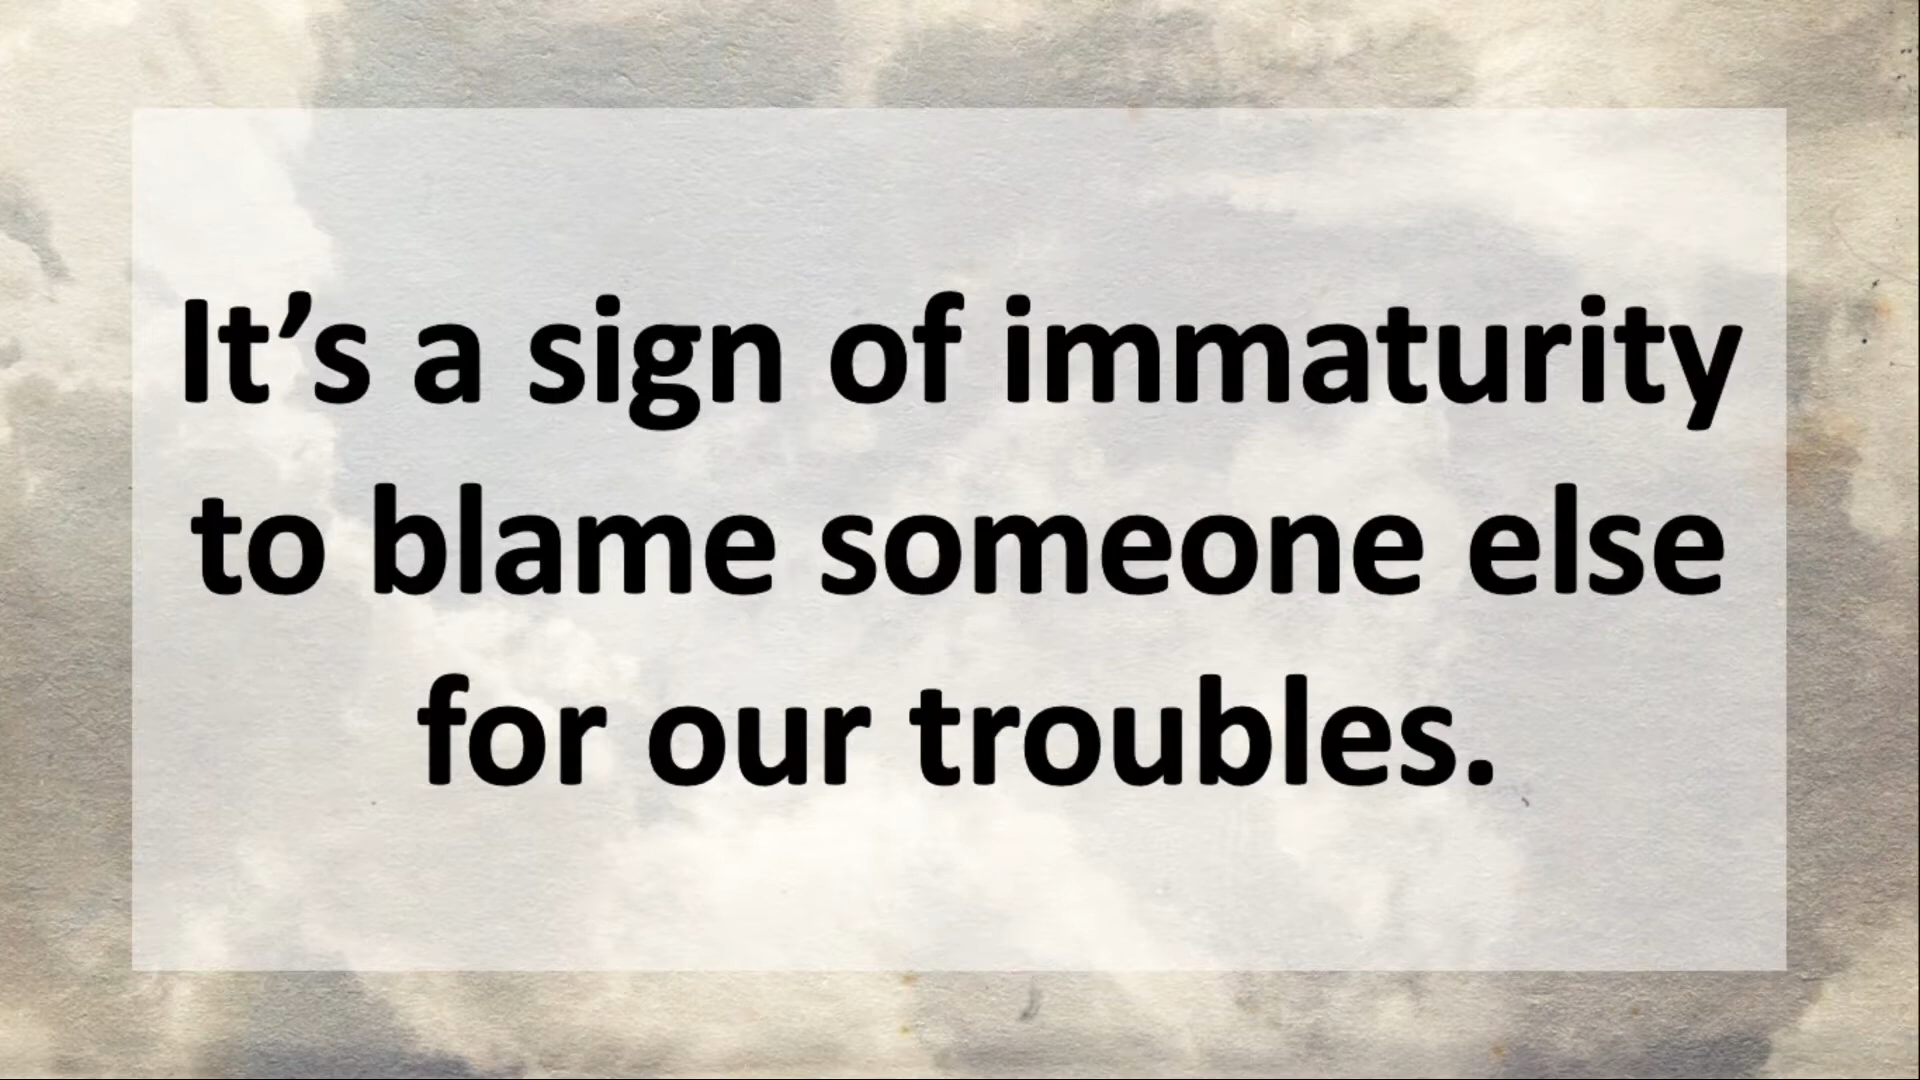 It’s a sign of immaturity
to blame someone else
for our troubles.